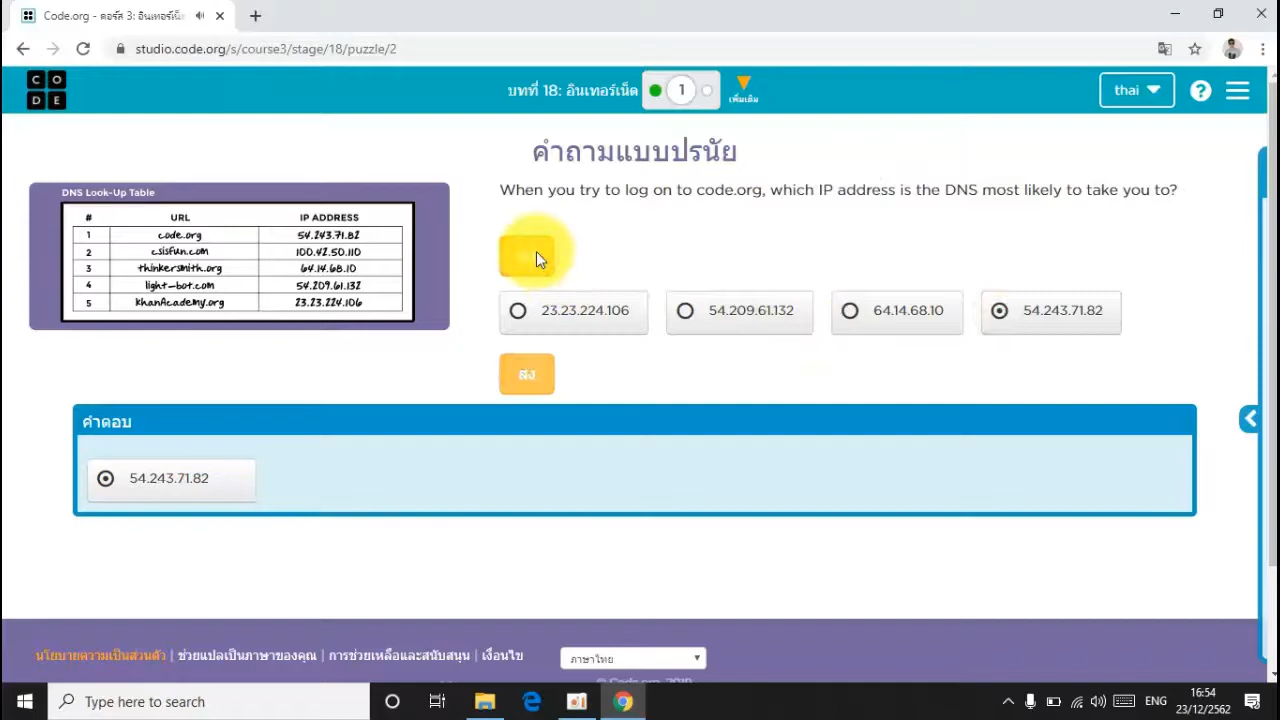 Code.org - คอร์ส 3: อินเทอร์เน็ต
studio.code.org/s/course3/stage/18/puzzle/2
C O
D E
บทที่ 18: อินเทอร์เน็ต
1
เพิ่มเติม
thai
?
คำถามแบบปรนัย
When you try to log on to code.org, which IP address is the DNS most likely to take you to?
DNS Look-Up Table
# URL IP ADDRESS
1 code.org 54.243.71.82
2 csisfun.com 100.42.50.110
3 thinkersmith.org 64.14.68.10
4 light-bot.com 54.209.61.132
5 khanAcademy.org 23.23.224.106
23.23.224.106
54.209.61.132
64.14.68.10
54.243.71.82
ส่ง
คำตอบ
54.243.71.82
นโยบายความเป็นส่วนตัว | ช่วยแปลเป็นภาษาของคุณ | การช่วยเหลือและสนับสนุน | เงื่อนไข
ภาษาไทย
© Code.org, 2019
Type here to search
ENG
16:54
23/12/2562